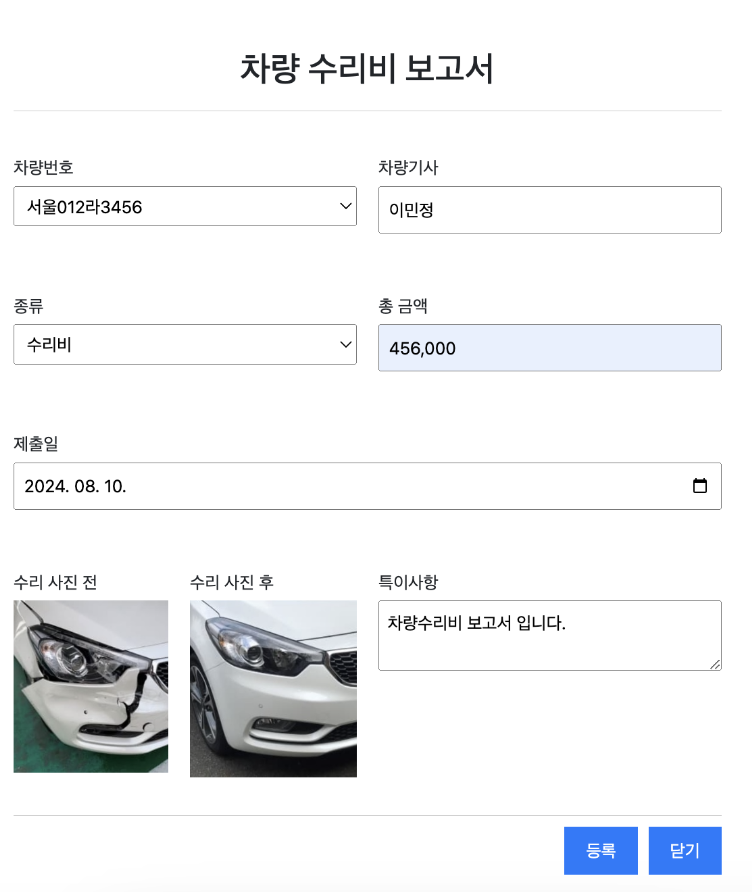 차량 수리비 보고서
차량번호
차량기사
서울012라3456
이민정
종류
총 금액
수리비
456,000
제출일
2024. 08. 10.
수리 사진 전
수리 사진 후
특이사항
차량수리비 보고서 입니다.
등록
닫기